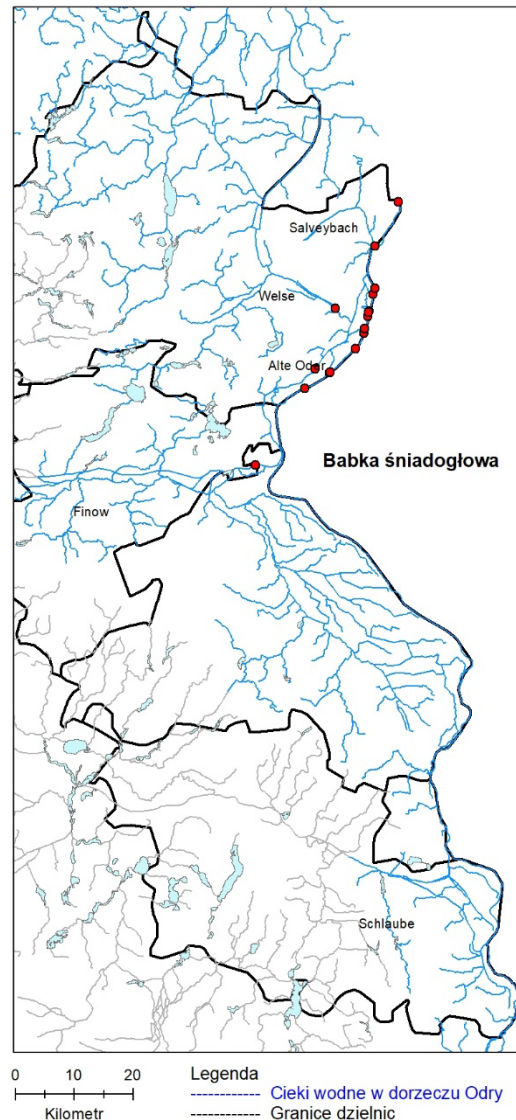 Salveybach
Welse
Alte Oder
Babka śniadogłowa
Finow
Schlaube
0 10 20
Kilometr
Legenda
Cieki wodne w dorzeczu Odry
Granice dzielnic